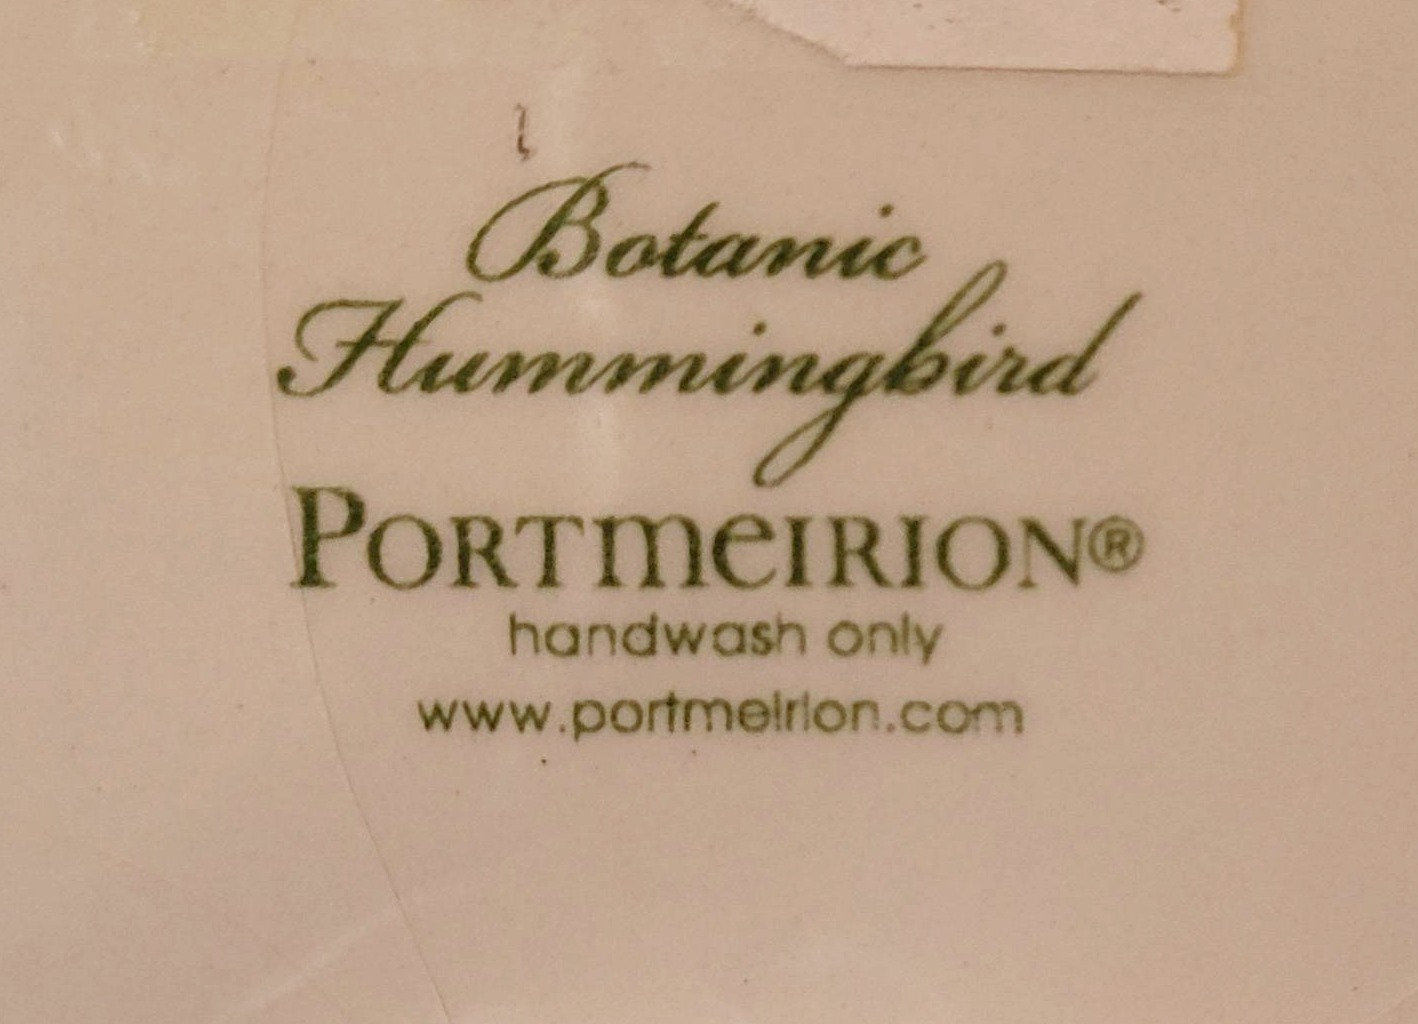 Botanic
Hummingbird
PORTMEIRION®
handwash only
www.portmeirion.com